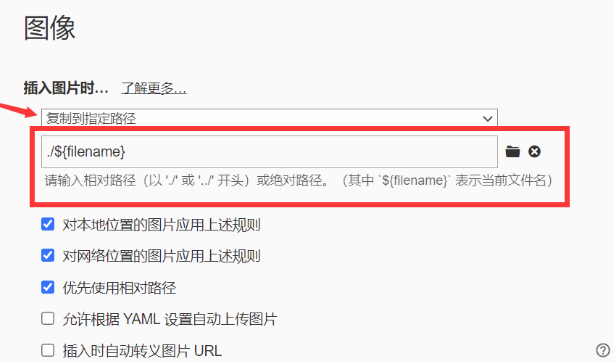 图像
插入图片时... 了解更多...
复制到指定路径
./${filename}
请输入相对路径（以 './' 或 '../' 开头）或绝对路径。（其中 `${filename}` 表示当前文件名）
对本地位置的图片应用上述规则
对网络位置的图片应用上述规则
优先使用相对路径
允许根据 YAML 设置自动上传图片
插入时自动转义图片 URL